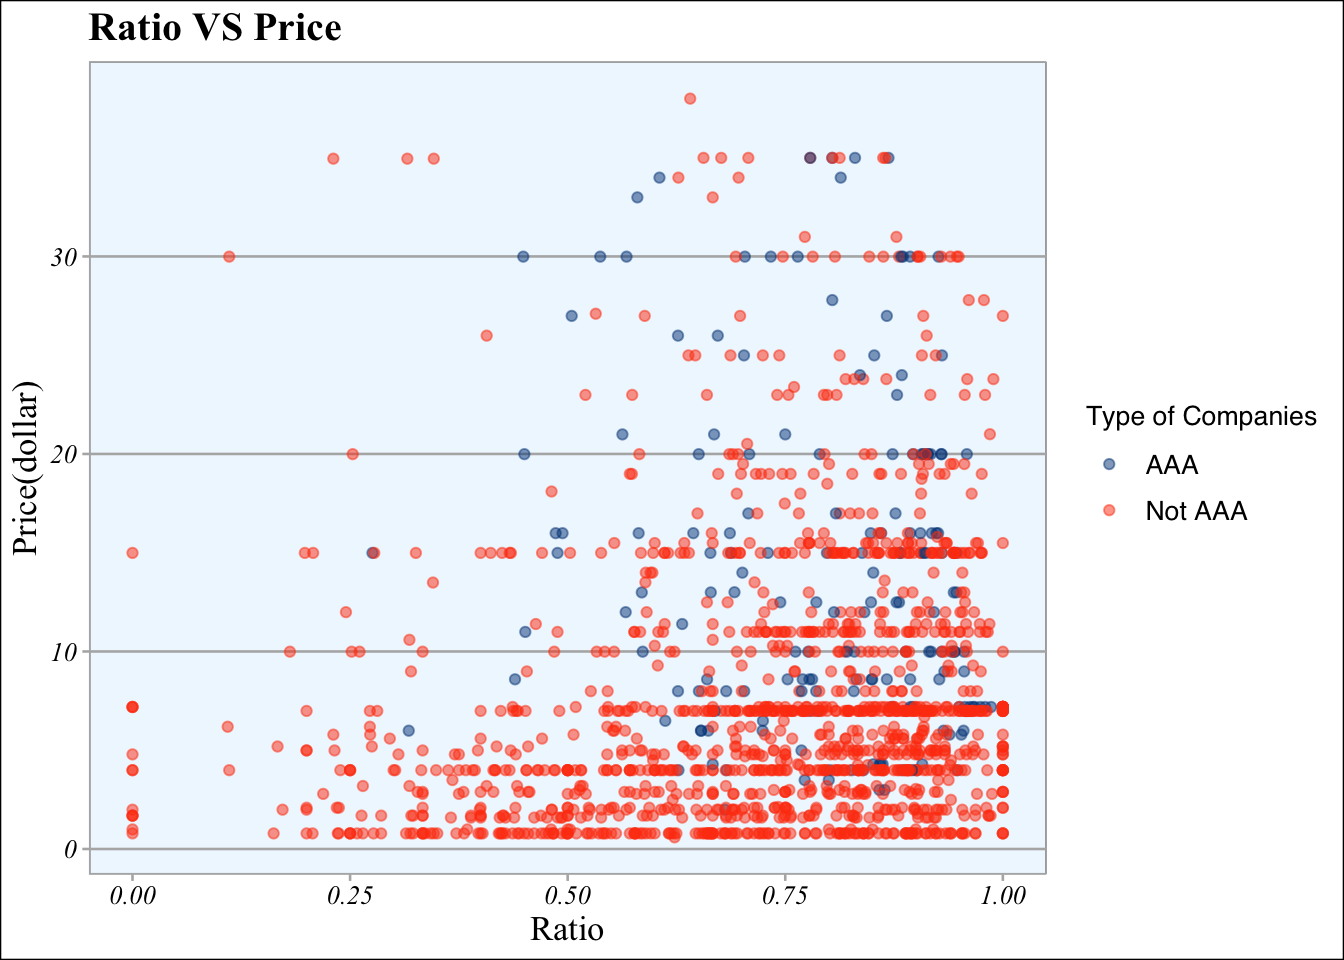 Ratio VS Price
Price(dollar)
30
20
10
0
0.00 0.25 0.50 0.75 1.00
Ratio
Type of Companies
AAA
Not AAA